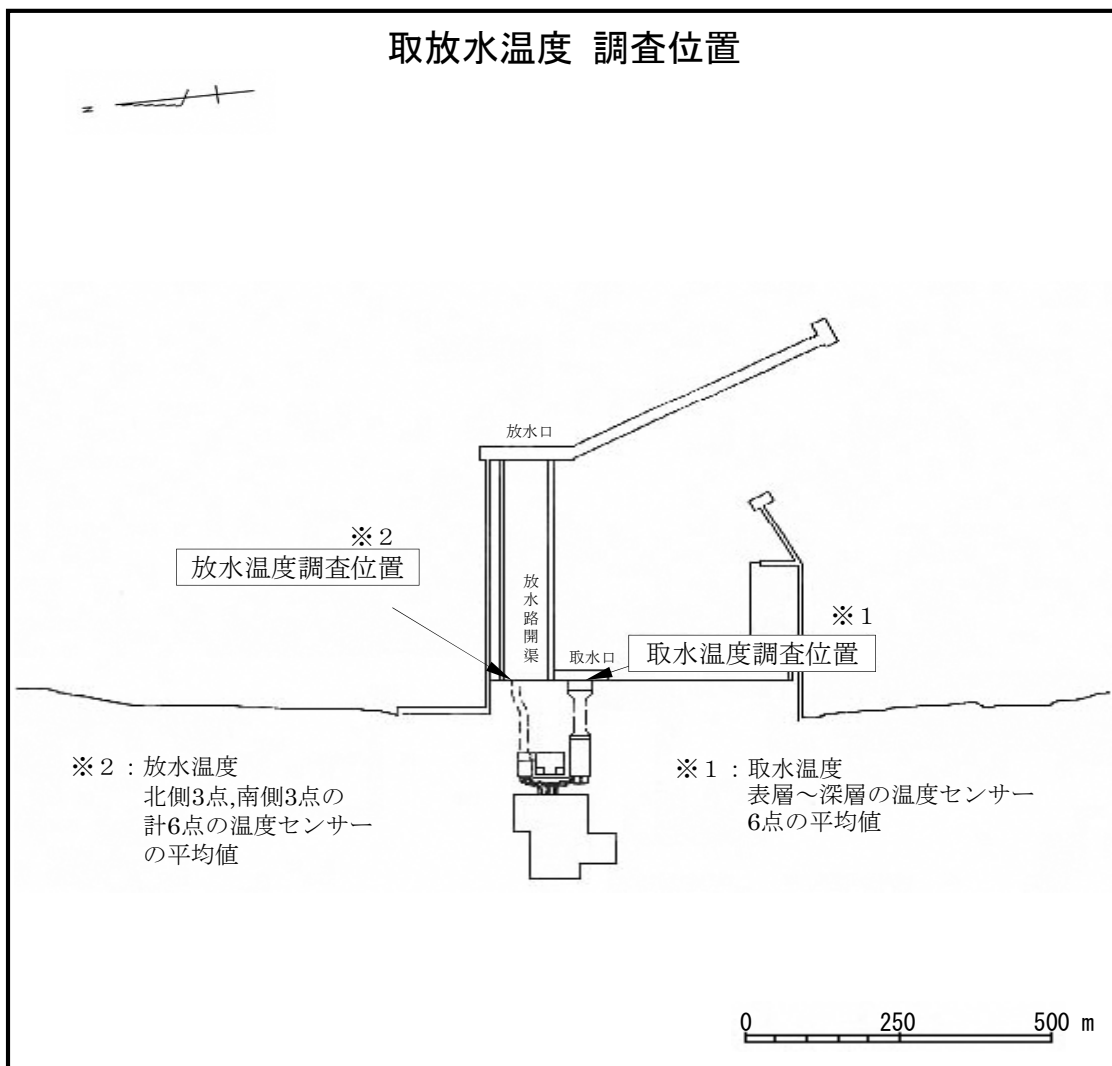 取放水温度 調査位置
N
放水口
※２
放水温度調査位置
放水路開渠
※１
取水口
取水温度調査位置
※２：放水温度
北側3点,南側3点の
計6点の温度センサー
の平均値
※１：取水温度
表層～深層の温度センサー
6点の平均値
0 250 500 m